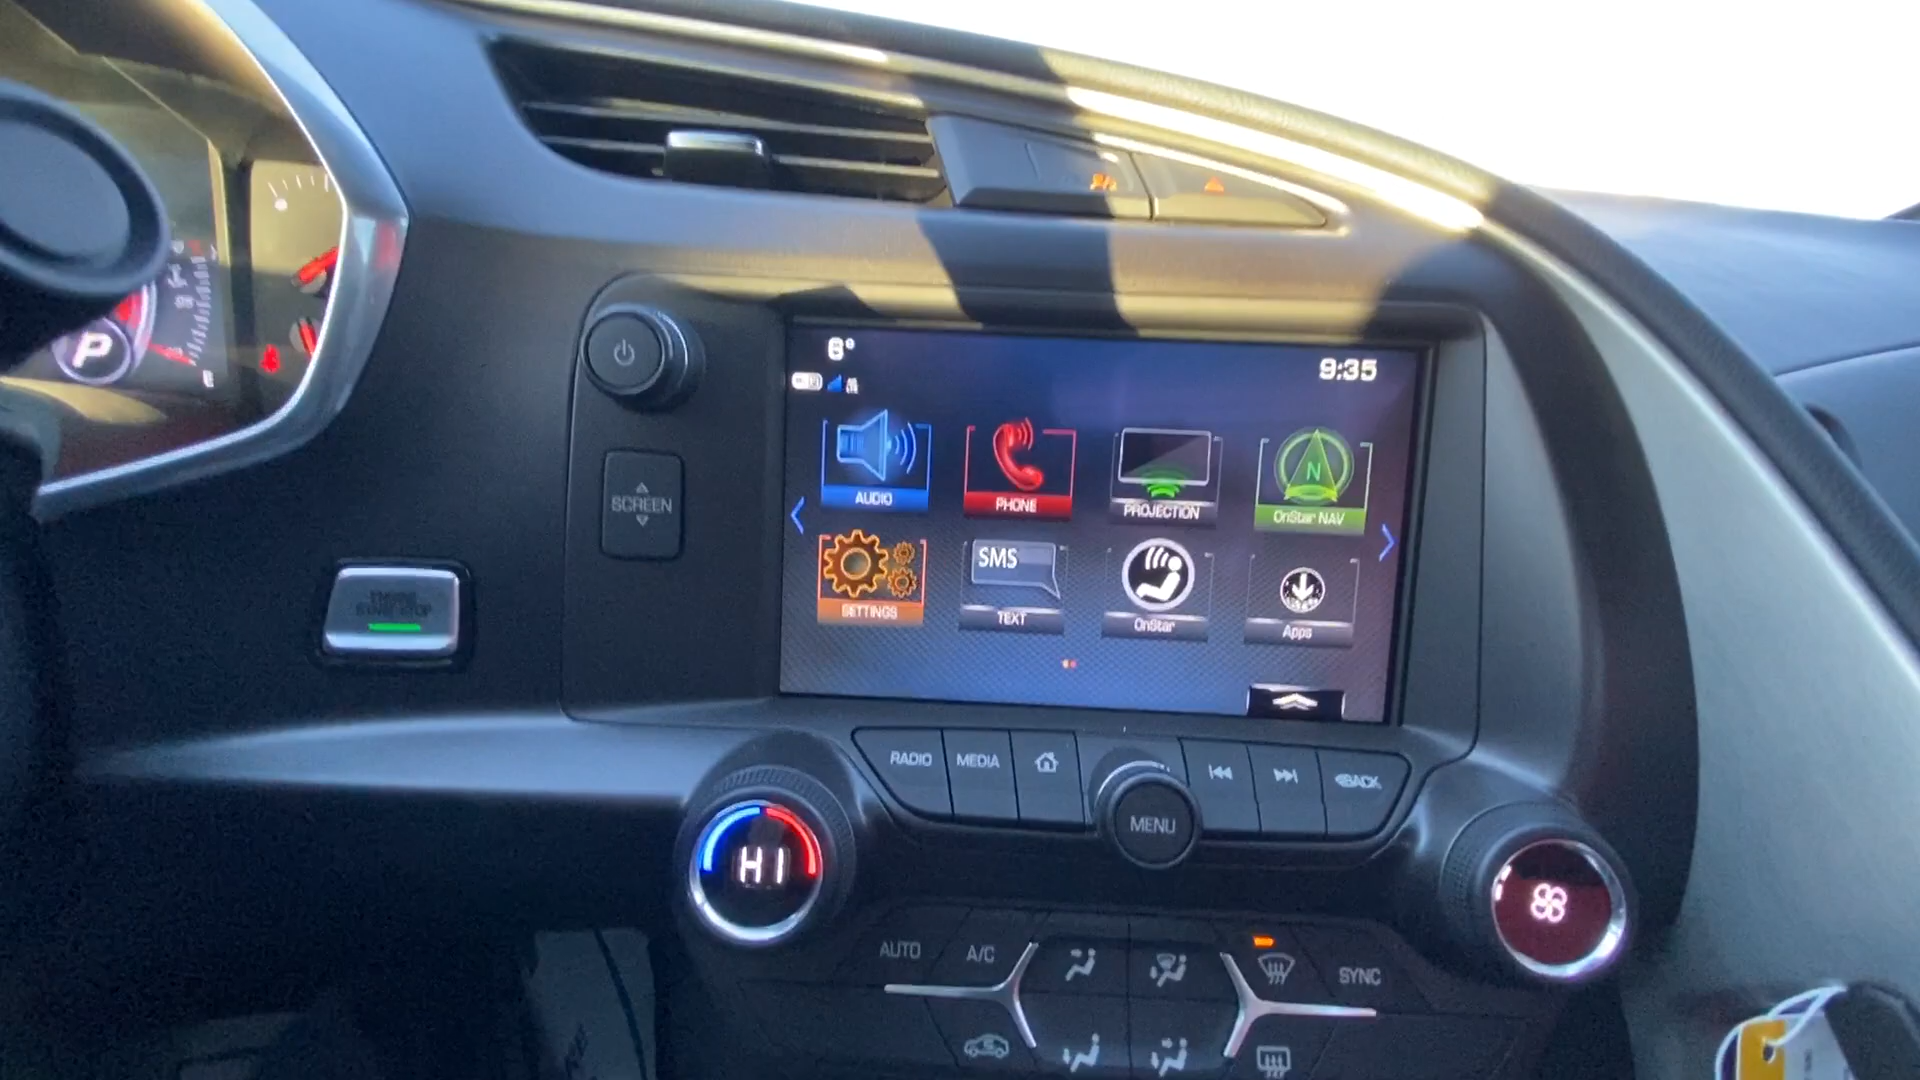 6°
9:35
LTE
P
E
SCREEN
AUDIO
PHONE
PROJECTION
N
OnStar NAV
SETTINGS
SMS
TEXT
OnStar
Apps
RADIO
MEDIA
MENU
BACK
HI
AUTO
A/C
SYNC